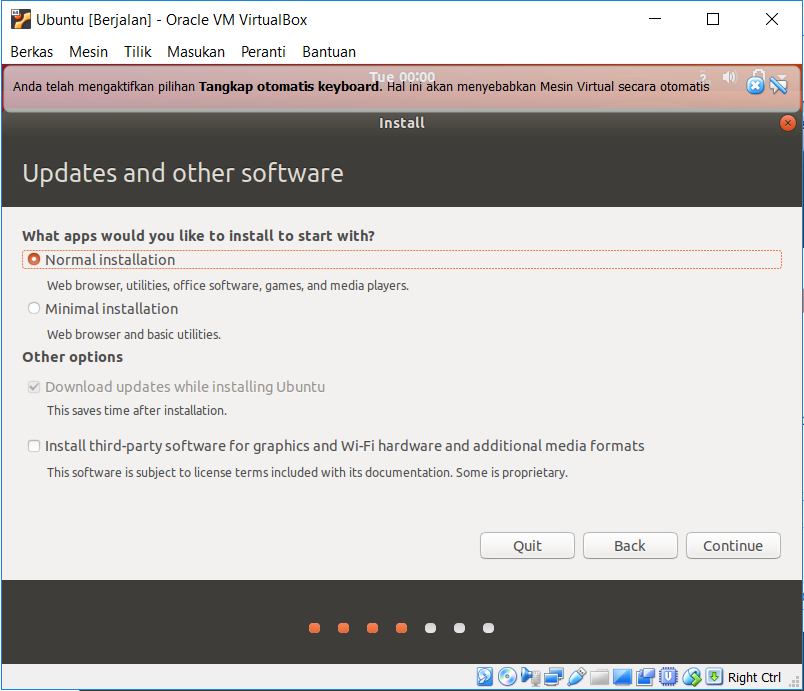 Ubuntu [Berjalan] - Oracle VM VirtualBox
Berkas Mesin Tilik Masukan Peranti Bantuan
Tue 00:00
Anda telah mengaktifkan pilihan Tangkap otomatis keyboard. Hal ini akan menyebabkan Mesin Virtual secara otomatis
Install
Updates and other software
What apps would you like to install to start with?
Normal installation
Web browser, utilities, office software, games, and media players.
Minimal installation
Web browser and basic utilities.
Other options
Download updates while installing Ubuntu
This saves time after installation.
Install third-party software for graphics and Wi-Fi hardware and additional media formats
This software is subject to license terms included with its documentation. Some is proprietary.
Quit Back Continue
Right Ctrl